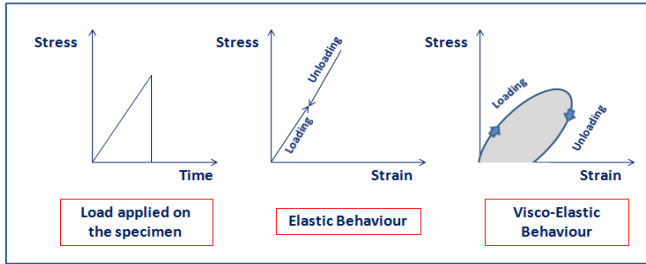 Stress
Time
Load applied on
the specimen
Stress
Unloading
Loading
Strain
Elastic Behaviour
Stress
Loading
Unloading
Strain
Visco-Elastic
Behaviour